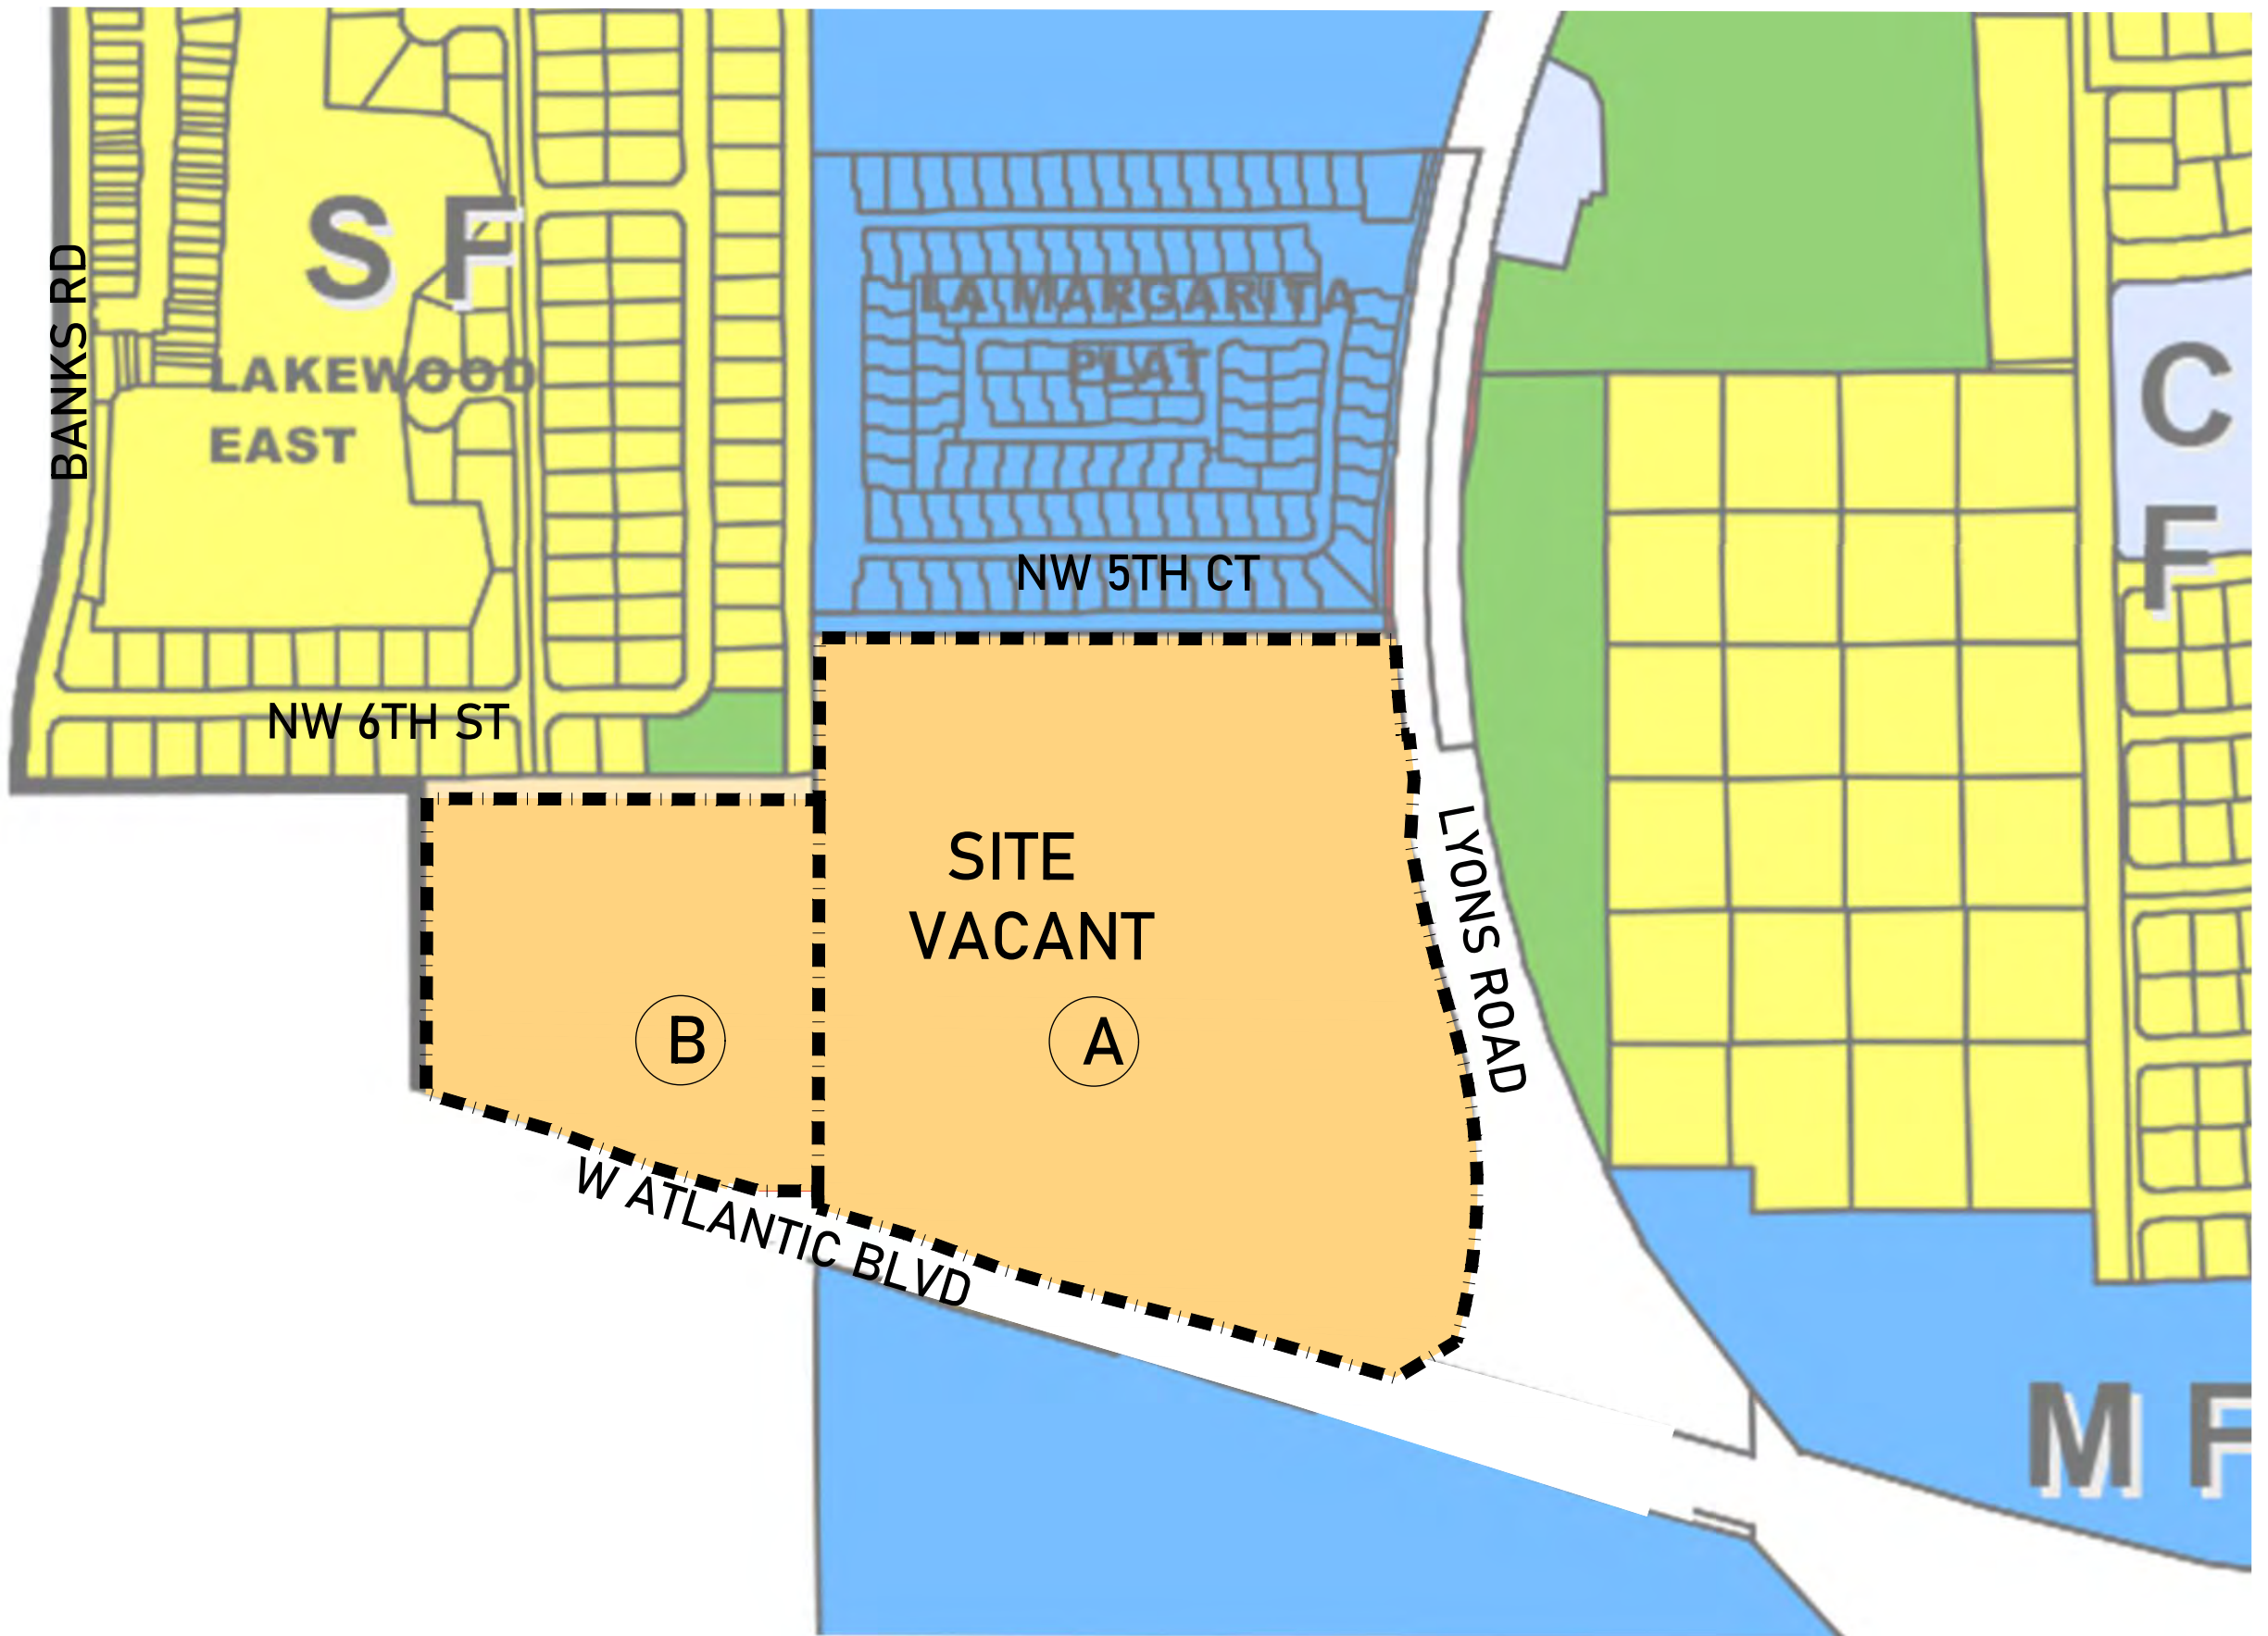 S F
BANKS RD
LAKEWOOD
EAST
LA MARGARITA
PLAT
NW 5TH CT
C
F
NW 6TH ST
SITE
VACANT
LYONS ROAD
B
A
W ATLANTIC BLVD
M F